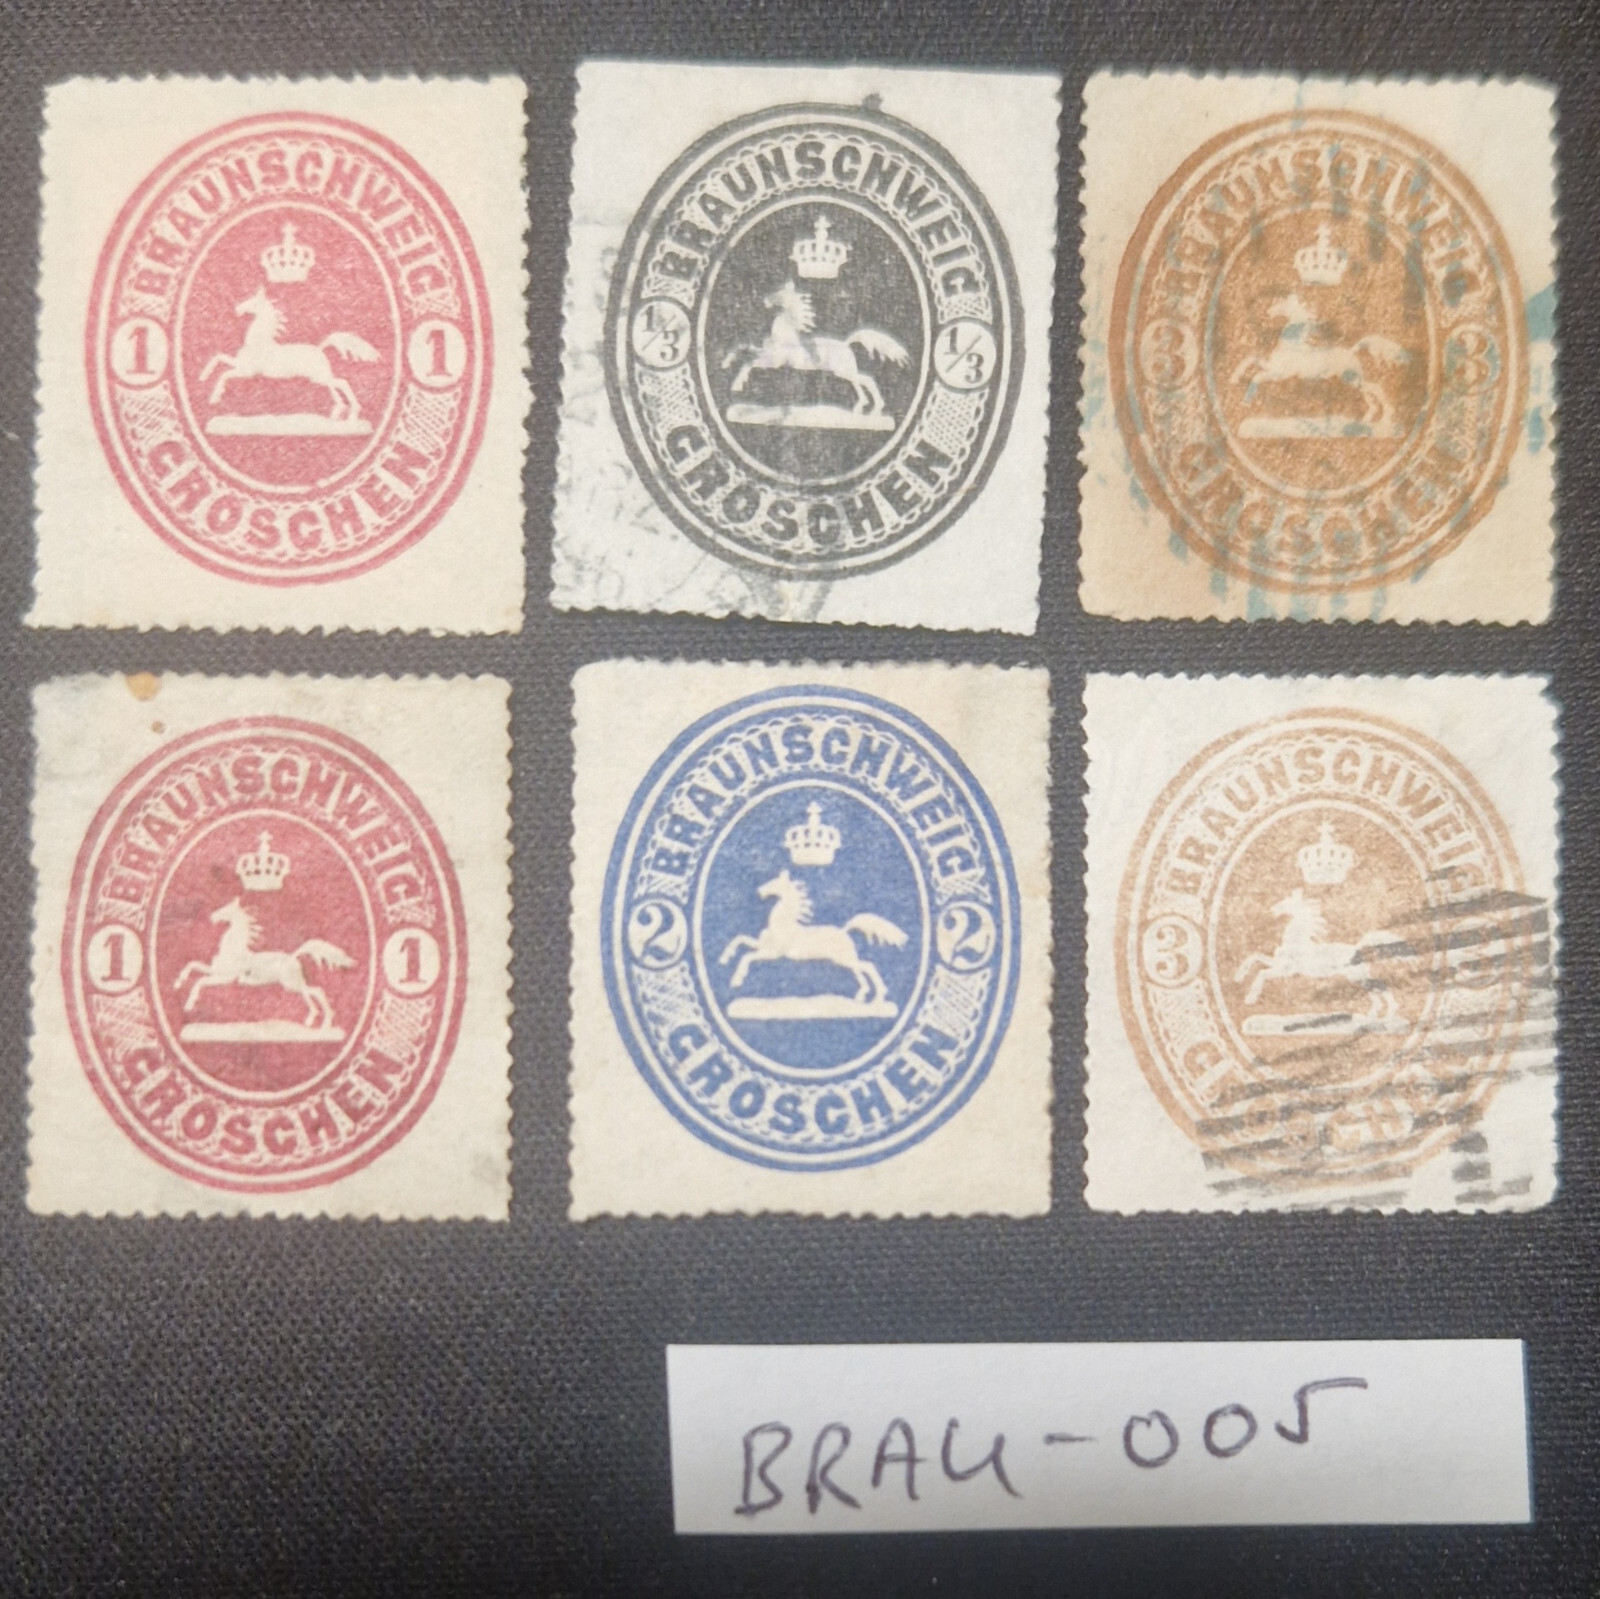 BRAUNSCHWEIG
1 1
GROSCHEN
BRAUNSCHWEIG
1/3 1/3
GROSCHEN
BRAUNSCHWEIG
3 3
GROSCHEN
BRAUNSCHWEIG
1 1
GROSCHEN
BRAUNSCHWEIG
2 2
GROSCHEN
BRAUNSCHWEIG
3
GROSCHEN
BRAU-005